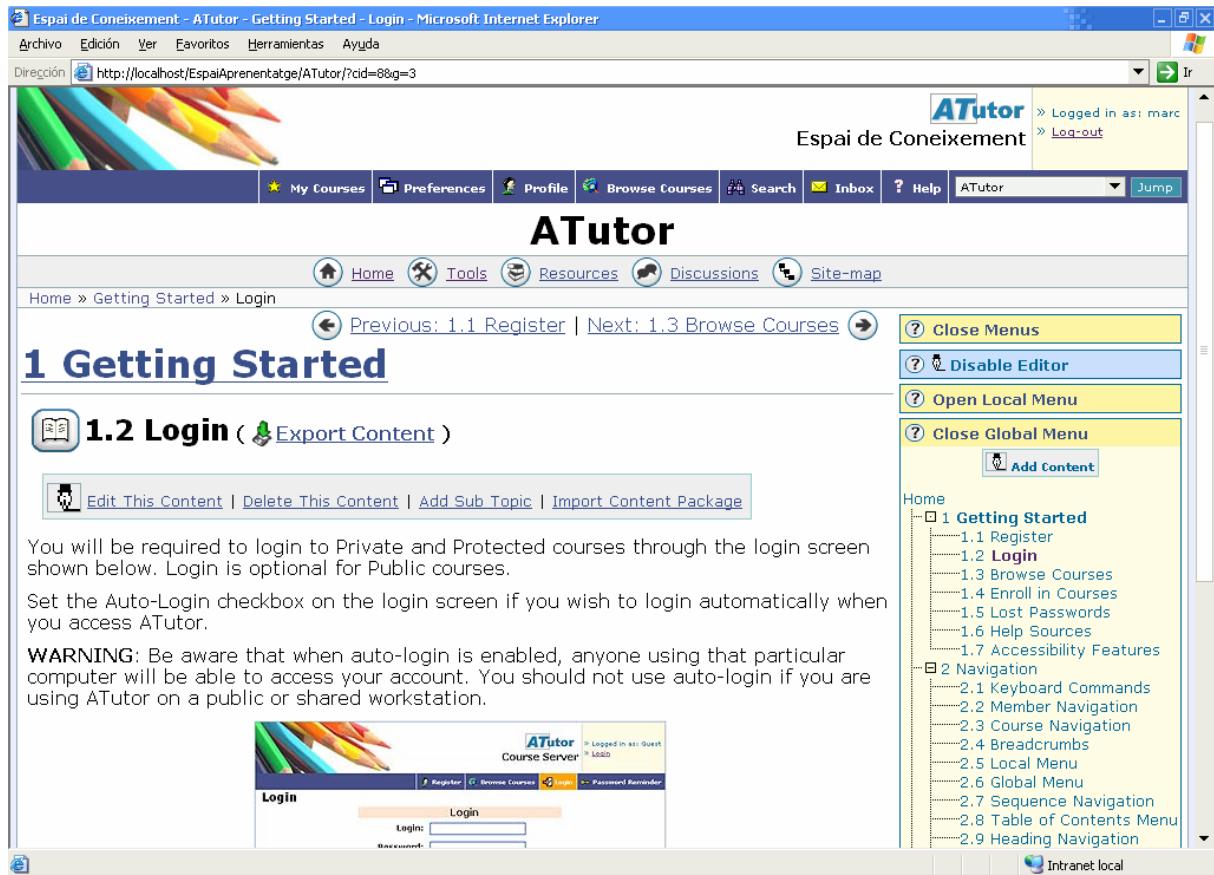 Espai de Coneixement - ATutor - Getting Started - Login - Microsoft Internet Explorer
Archivo Edición Ver Favoritos Herramientas Ayuda
Dirección http://localhost/EspaiAprenentatge/ATutor/?cid=8&g=3 Ir
ATutor
Espai de Coneixement
» Logged in as: marc
» Log-out
My Courses Preferences Profile Browse Courses Search Inbox ? Help ATutor Jump
ATutor
Home Tools Resources Discussions Site-map
Home » Getting Started » Login
Previous: 1.1 Register | Next: 1.3 Browse Courses
1 Getting Started
1.2 Login ( Export Content )
Edit This Content | Delete This Content | Add Sub Topic | Import Content Package
You will be required to login to Private and Protected courses through the login screen
shown below. Login is optional for Public courses.
Set the Auto-Login checkbox on the login screen if you wish to login automatically when
you access ATutor.
WARNING: Be aware that when auto-login is enabled, anyone using that particular
computer will be able to access your account. You should not use auto-login if you are
using ATutor on a public or shared workstation.
ATutor
Course Server
» Logged in as: Guest
» Login
Register Browse Courses Login Password Reminder
Login
Login
Login:
Password:
? Close Menus
? Disable Editor
? Open Local Menu
? Close Global Menu
Add Content
Home
1 Getting Started
1.1 Register
1.2 Login
1.3 Browse Courses
1.4 Enroll in Courses
1.5 Lost Passwords
1.6 Help Sources
1.7 Accessibility Features
2 Navigation
2.1 Keyboard Commands
2.2 Member Navigation
2.3 Course Navigation
2.4 Breadcrumbs
2.5 Local Menu
2.6 Global Menu
2.7 Sequence Navigation
2.8 Table of Contents Menu
2.9 Heading Navigation
Intranet local